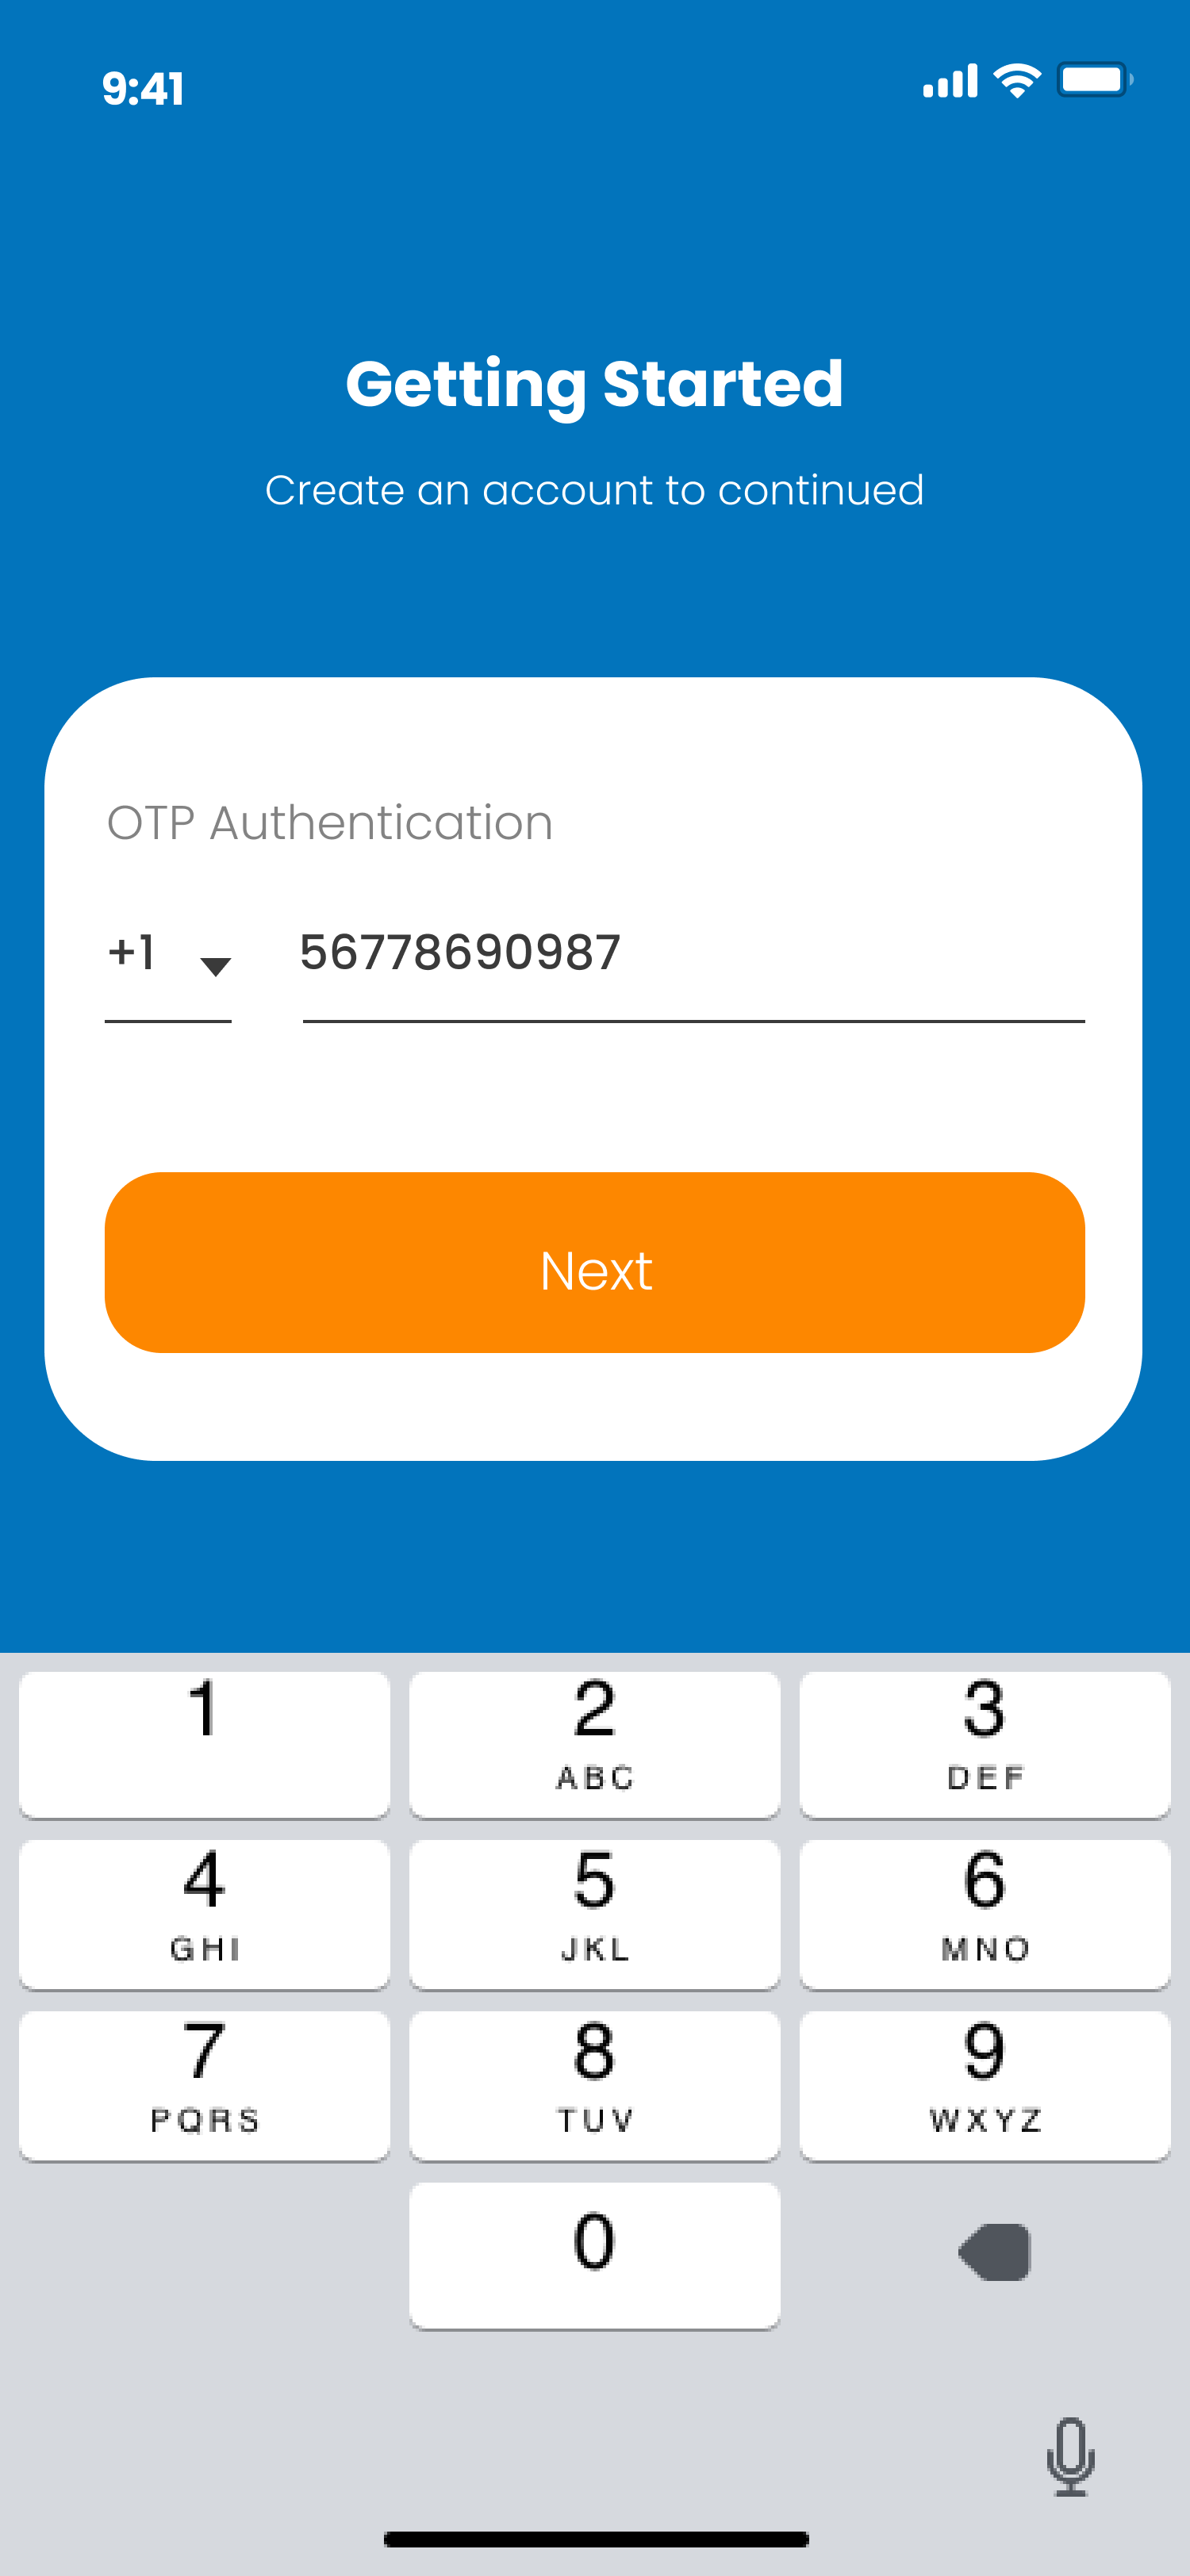 9:41
Getting Started
Create an account to continued
OTP Authentication
+1 56778690987
Next
1 2 3
ABC DEF
4 5 6
GHI JKL MNO
7 8 9
PQRS TUV WXYZ
0